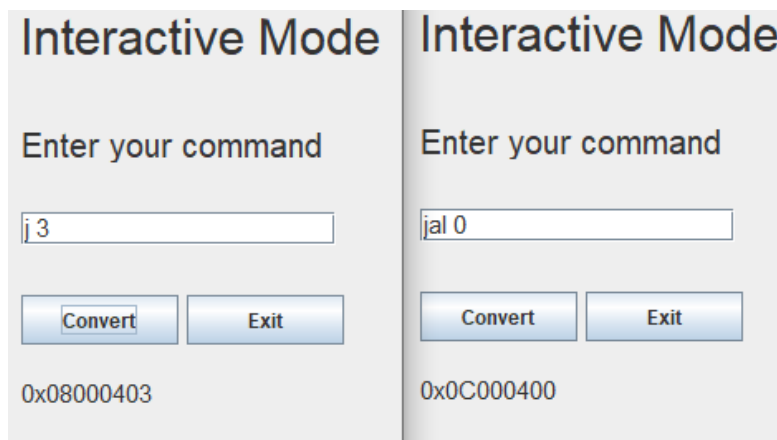 Interactive Mode
Enter your command
j 3
Convert Exit
0x08000403
Interactive Mode
Enter your command
jal 0
Convert Exit
0x0C000400